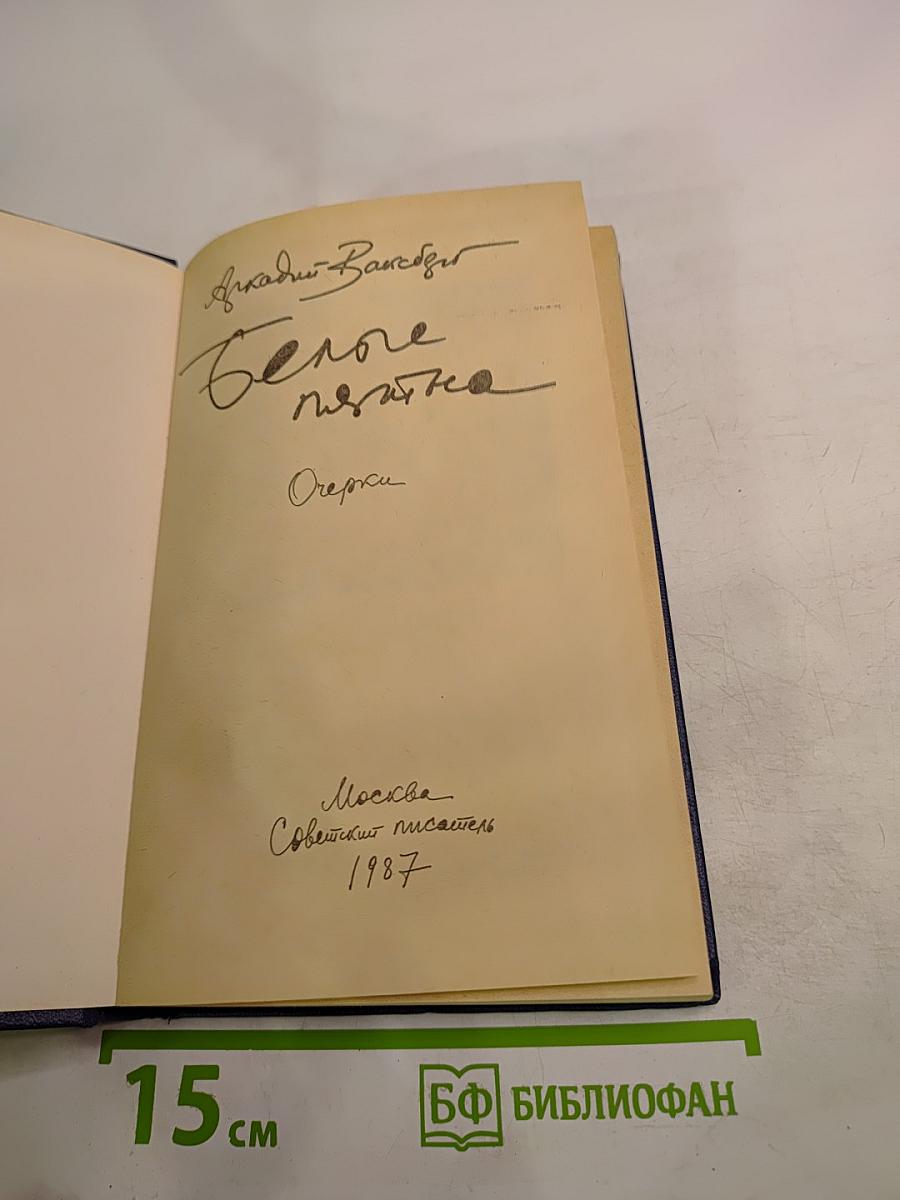 Аркадий Ваксберг
Белые
пятна
Очерки
Москва
Советский писатель
1987
15 см
БФ БИБЛИОФАН